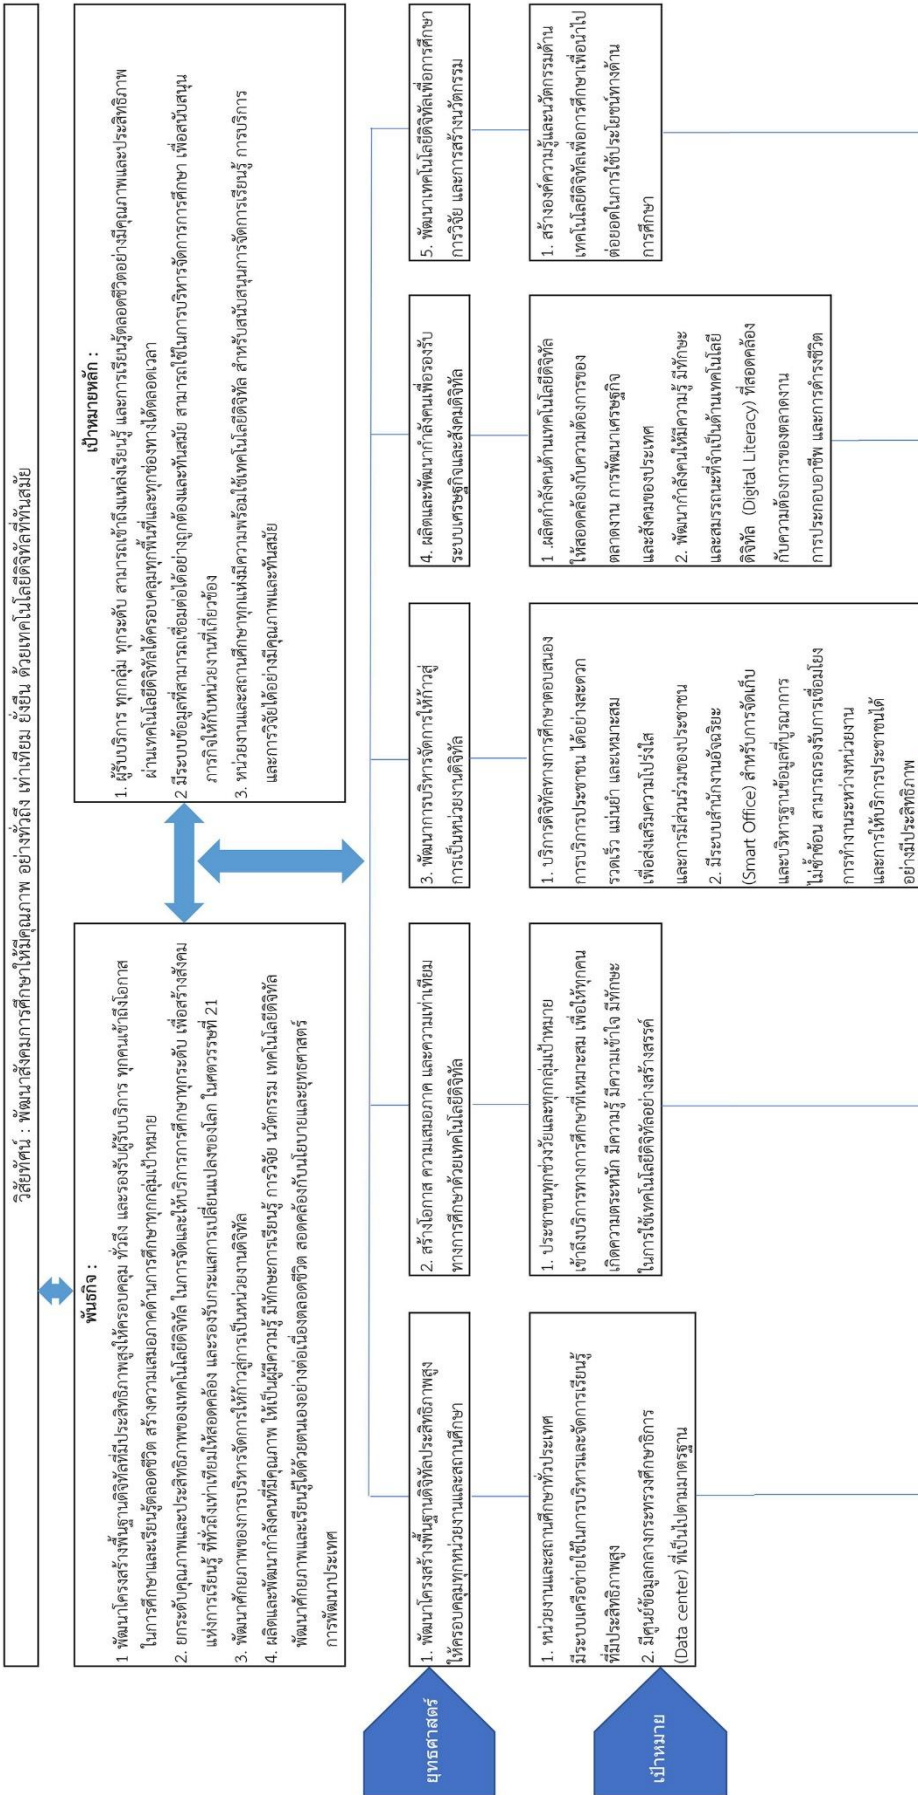 วิสัยทัศน์ : พัฒนาสังคมการศึกษาให้มีคุณภาพ อย่างทั่วถึง เท่าเทียม ยั่งยืน ด้วยเทคโนโลยีดิจิทัลที่ทันสมัย
พันธกิจ :
1 พัฒนาโครงสร้างพื้นฐานดิจิทัลที่มีประสิทธิภาพสูงให้ครอบคลุม ทั่วถึง และรองรับผู้รับบริการ ทุกคนเข้าถึงโอกาส
ในการศึกษาและเรียนรู้ตลอดชีวิต สร้างความเสมอภาคด้านการศึกษาทุกกลุ่มเป้าหมาย
2. ยกระดับคุณภาพและประสิทธิภาพของเทคโนโลยีดิจิทัล ในการจัดและให้บริการการศึกษาทุกระดับ เพื่อสร้างสังคม
แห่งการเรียนรู้ ที่ทั่วถึงเท่าเทียมให้สอดคล้อง และรองรับกระแสการเปลี่ยนแปลงของโลก ในศตวรรษที่ 21
3. พัฒนาศักยภาพของการบริหารจัดการให้ก้าวสู่การเป็นหน่วยงานดิจิทัล
4. ผลิตและพัฒนากำลังคนที่มีคุณภาพ ให้เป็นผู้มีความรู้ มีทักษะการเรียนรู้ การวิจัย นวัตกรรม เทคโนโลยีดิจิทัล
พัฒนาศักยภาพและเรียนรู้ได้ด้วยตนเองอย่างต่อเนื่องตลอดชีวิต สอดคล้องกับนโยบายและยุทธศาสตร์
การพัฒนาประเทศ
เป้าหมายหลัก :
1. ผู้รับบริการ ทุกกลุ่ม ทุกระดับ สามารถเข้าถึงแหล่งเรียนรู้ และการเรียนรู้ตลอดชีวิตอย่างมีคุณภาพและประสิทธิภาพ
ผ่านเทคโนโลยีดิจิทัลได้ครอบคลุมทุกพื้นที่และทุกช่องทางได้ตลอดเวลา
2 มีระบบข้อมูลที่สามารถเชื่อมต่อได้อย่างถูกต้องและทันสมัย สามารถใช้ในการบริหารจัดการการศึกษา เพื่อสนับสนุน
ภารกิจให้กับหน่วยงานที่เกี่ยวข้อง
3. หน่วยงานและสถานศึกษาทุกแห่งมีความพร้อมใช้เทคโนโลยีดิจิทัล สำหรับสนับสนุนการจัดการเรียนรู้ การบริการ
และการวิจัยได้อย่างมีคุณภาพและทันสมัย
ยุทธศาสตร์
1. พัฒนาโครงสร้างพื้นฐานดิจิทัลประสิทธิภาพสูง
ให้ครอบคลุมทุกหน่วยงานและสถานศึกษา
2. สร้างโอกาส ความเสมอภาค และความเท่าเทียม
ทางการศึกษาด้วยเทคโนโลยีดิจิทัล
3. พัฒนาการบริหารจัดการให้ก้าวสู่
การเป็นหน่วยงานดิจิทัล
4. ผลิตและพัฒนากำลังคนเพื่อรองรับ
ระบบเศรษฐกิจและสังคมดิจิทัล
5. พัฒนาเทคโนโลยีดิจิทัลเพื่อการศึกษา
การวิจัย และการสร้างนวัตกรรม
เป้าหมาย
1. หน่วยงานและสถานศึกษาทั่วประเทศ
มีระบบเครือข่ายใช้ในการบริหารและจัดการเรียนรู้
ที่มีประสิทธิภาพสูง
2. มีศูนย์ข้อมูลกลางกระทรวงศึกษาธิการ
(Data center) ที่เป็นไปตามมาตรฐาน
1. ประชาชนทุกช่วงวัยและทุกกลุ่มเป้าหมาย
เข้าถึงบริการทางการศึกษาที่เหมาะสม เพื่อให้ทุกคน
เกิดความตระหนัก มีความรู้ มีความเข้าใจ มีทักษะ
ในการใช้เทคโนโลยีดิจิทัลอย่างสร้างสรรค์
1. บริการดิจิทัลทางการศึกษาตอบสนอง
การบริการประชาชน ได้อย่างสะดวก
รวดเร็ว แม่นยำ และเหมาะสม
เพื่อส่งเสริมความโปร่งใส
และการมีส่วนร่วมของประชาชน
2. มีระบบสำนักงานอัจฉริยะ
(Smart Office) สำหรับการจัดเก็บ
และบริหารฐานข้อมูลที่บูรณาการ
ไม่ซ้ำซ้อน สามารถรองรับการเชื่อมโยง
การทำงานระหว่างหน่วยงาน
และการให้บริการประชาชนได้
อย่างมีประสิทธิภาพ
1 .ผลิตกำลังคนด้านเทคโนโลยีดิจิทัล
ให้สอดคล้องกับความต้องการของ
ตลาดงาน การพัฒนาเศรษฐกิจ
และสังคมของประเทศ
2. พัฒนากำลังคนให้มีความรู้ มีทักษะ
และสมรรถนะที่จำเป็นด้านเทคโนโลยี
ดิจิทัล (Digital Literacy) ที่สอดคล้อง
กับความต้องการของตลาดงาน
การประกอบอาชีพ และการดำรงชีวิต
1. สร้างองค์ความรู้และนวัตกรรมด้าน
เทคโนโลยีดิจิทัลเพื่อการศึกษาเพื่อนำไป
ต่อยอดในการใช้ประโยชน์ทางด้าน
การศึกษา